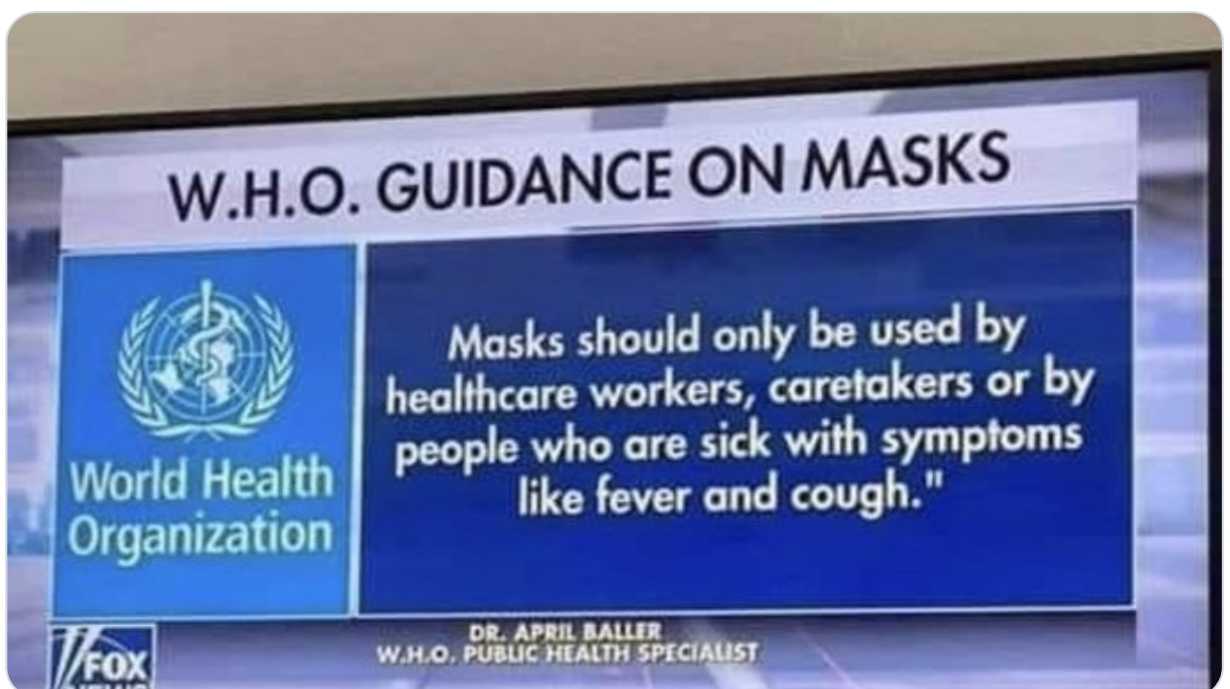 W.H.O. GUIDANCE ON MASKS
World Health
Organization
Masks should only be used by
healthcare workers, caretakers or by
people who are sick with symptoms
like fever and cough."
DR. APRIL BALLER
W.H.O. PUBLIC HEALTH SPECIALIST
FOX
NEWS